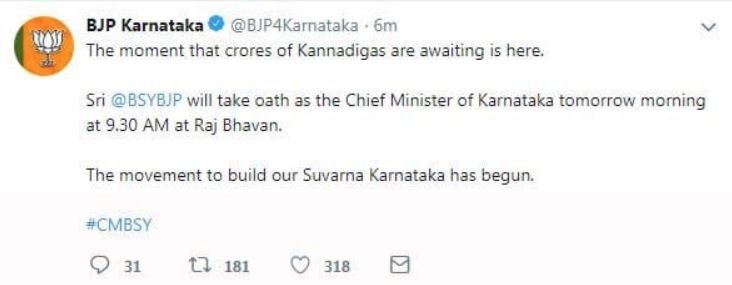 BJP Karnataka @BJP4Karnataka · 6m
The moment that crores of Kannadigas are awaiting is here.
Sri @BSYBJP will take oath as the Chief Minister of Karnataka tomorrow morning
at 9.30 AM at Raj Bhavan.
The movement to build our Suvarna Karnataka has begun.
#CMBSY
31 181 318